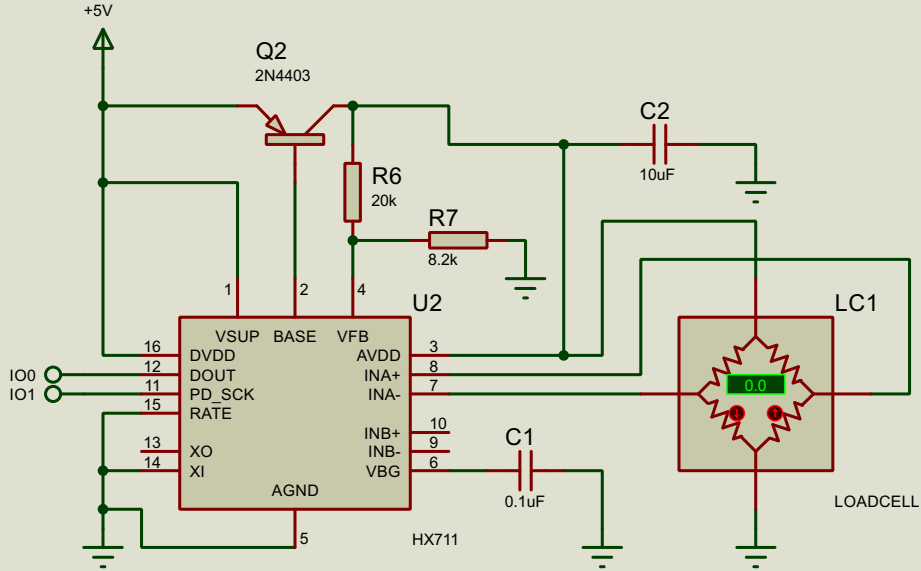 +5V
Q2
2N4403
C2
10uF
R6
20k
R7
8.2k
1
2
4
U2
LC1
VSUP
BASE
VFB
16
DVDD
AVDD
3
IO0
12
DOUT
INA+
8
IO1
11
PD_SCK
INA-
7
0.0
15
RATE
INB+
10
13
XO
INB-
9
14
XI
VBG
6
C1
0.1uF
AGND
5
HX711
LOADCELL